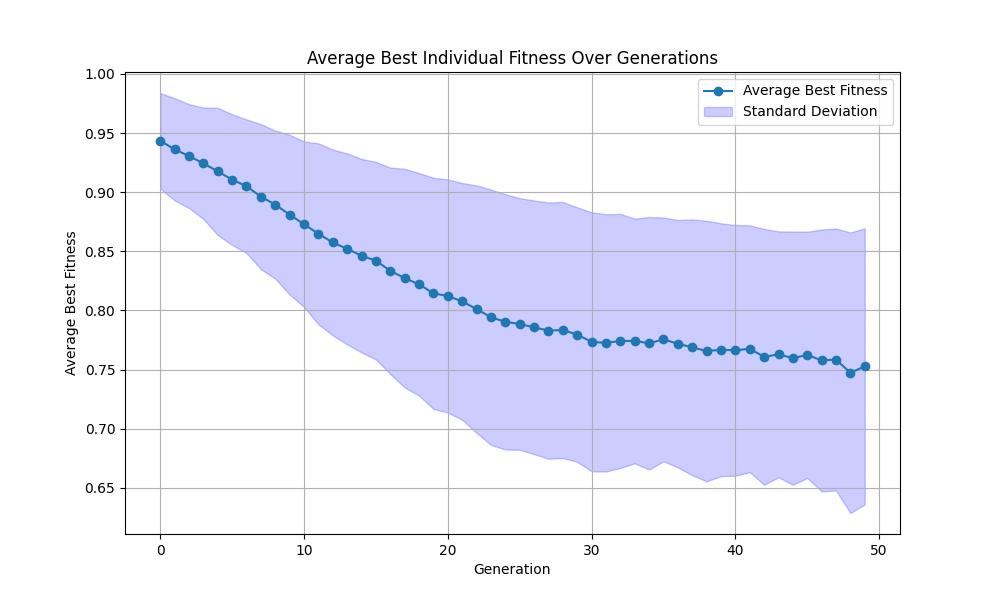 Average Best Individual Fitness Over Generations
Average Best Fitness
Standard Deviation
1.00
0.95
0.90
0.85
0.80
0.75
0.70
0.65
Average Best Fitness
0 10 20 30 40 50
Generation